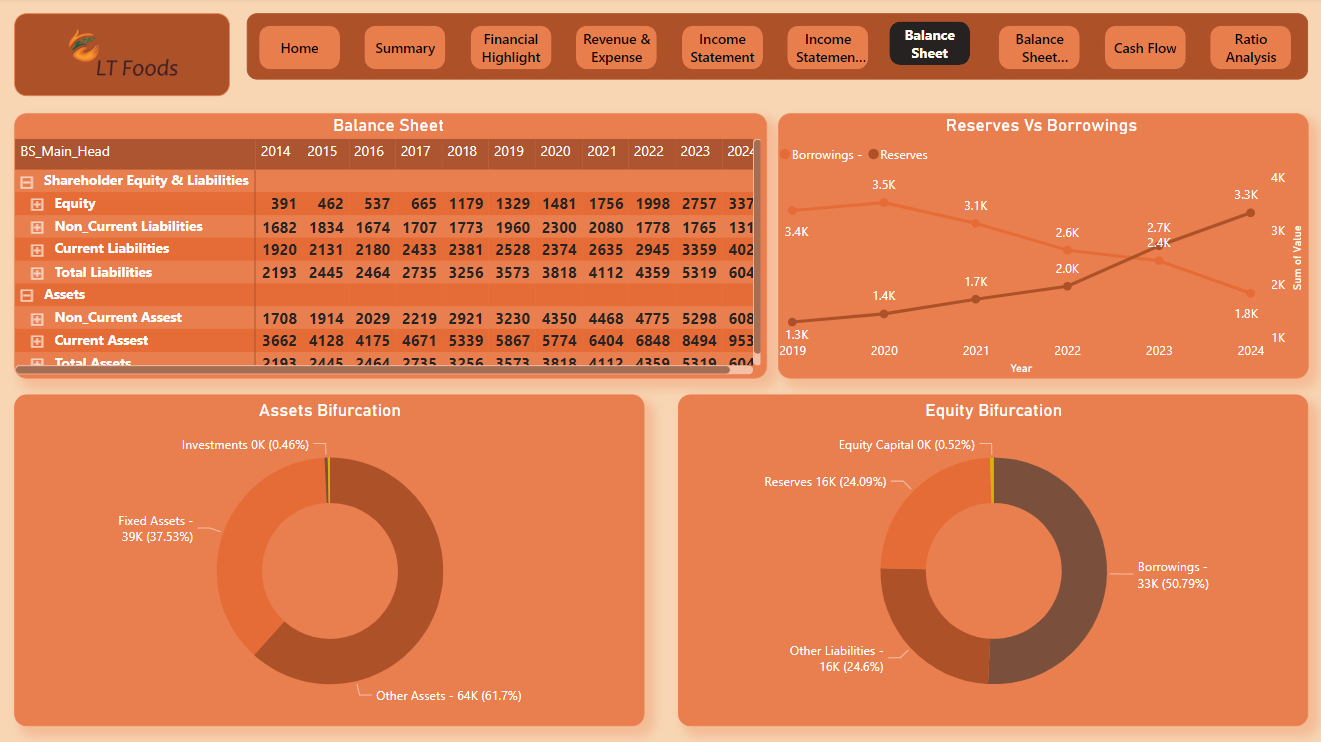 LT Foods
Home
Summary
Financial
Highlight
Revenue &
Expense
Income
Statement
Income
Statemen...
Balance
Sheet
Balance
Sheet...
Cash Flow
Ratio
Analysis
Balance Sheet
BS_Main_Head 2014 2015 2016 2017 2018 2019 2020 2021 2022 2023 2024
Shareholder Equity & Liabilities
Equity 391 462 537 665 1179 1329 1481 1756 1998 2757 337
Non_Current Liabilities 1682 1834 1674 1707 1773 1960 2300 2080 1778 1765 131
Current Liabilities 1920 2131 2180 2433 2381 2528 2374 2635 2945 3359 402
Total Liabilities 2193 2445 2464 2735 3256 3573 3818 4112 4359 5319 604
Assets
Non_Current Assest 1708 1914 2029 2219 2921 3230 4350 4468 4775 5298 608
Current Assest 3662 4128 4175 4671 5339 5867 5774 6404 6848 8494 953
Total Assets 2193 2445 2464 2735 3256 3573 3818 4112 4359 5319 604
Reserves Vs Borrowings
Borrowings - Reserves
4K
3K
2K
1K
Sum of Value
3.4K
3.5K
3.1K
2.6K
2.4K
1.8K
1.3K
1.4K
1.7K
2.0K
2.7K
3.3K
2019 2020 2021 2022 2023 2024
Year
Assets Bifurcation
Investments 0K (0.46%)
Fixed Assets -
39K (37.53%)
Other Assets - 64K (61.7%)
Equity Bifurcation
Equity Capital 0K (0.52%)
Reserves 16K (24.09%)
Borrowings -
33K (50.79%)
Other Liabilities -
16K (24.6%)